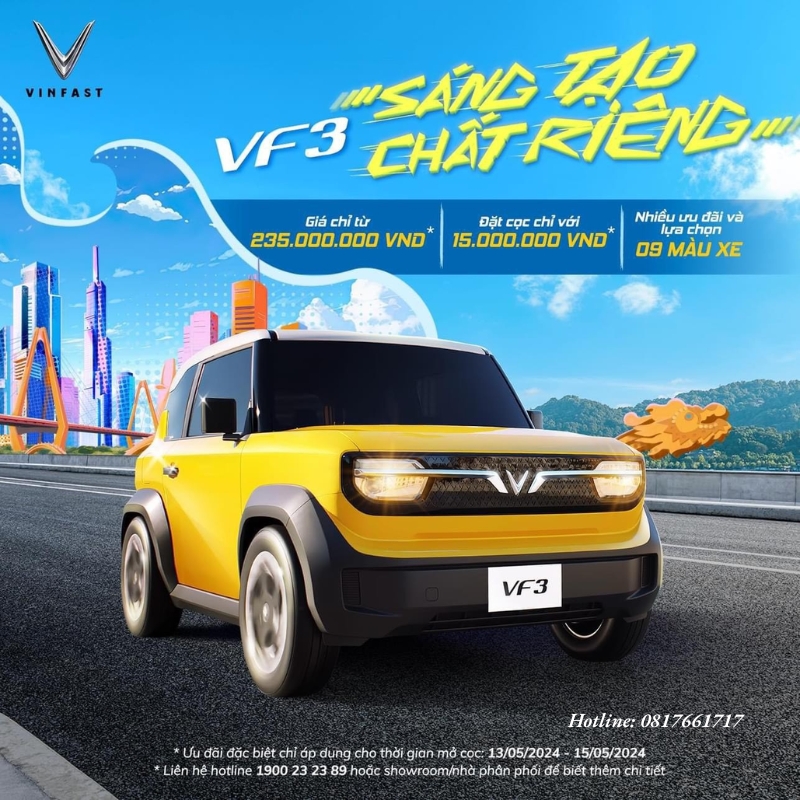 VINFAST
VF3
SÁNG TẠO
CHẤT RIÊNG
Giá chỉ từ
235.000.000 VNĐ*
Đặt cọc chỉ với
15.000.000 VNĐ*
Nhiều ưu đãi và
lựa chọn
09 MÀU XE
VF3
Hotline: 0817661717
* Ưu đãi đặc biệt chỉ áp dụng cho thời gian mở cọc: 13/05/2024 - 15/05/2024
* Liên hệ hotline 1900 23 23 89 hoặc showroom/nhà phân phối để biết thêm chi tiết